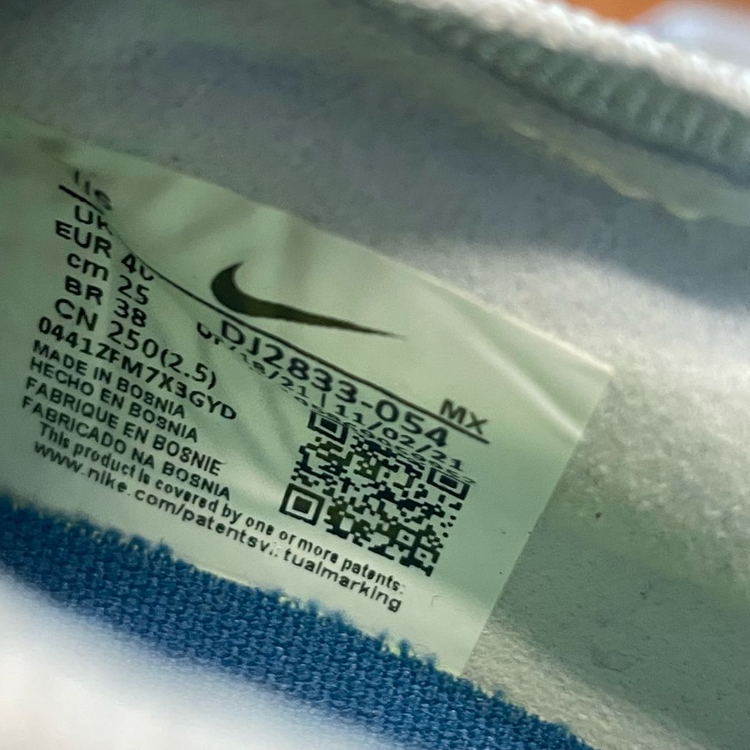 US
UK
EUR 40
cm 25
BR 38
CN 250(2.5)
0441ZFM7X3GYD
MADE IN BOSNIA
HECHO EN BOSNIA
FABRIQUE EN BOSNIE
FABRICADO NA BOSNIA
This product is covered by one or more patents:
www.nike.com/patentsvirtualmarking
DJ2833-054 MX
11/02/21